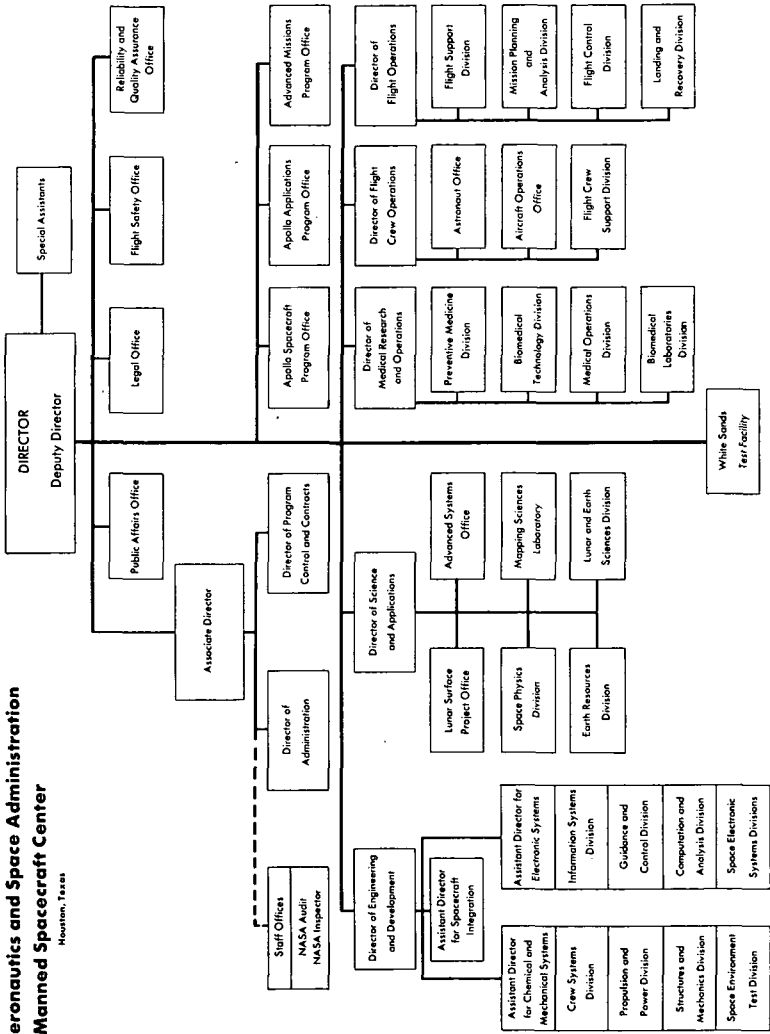 eronautics and Space Administration
Manned Spacecraft Center
Houston, Texas
DIRECTOR
Deputy Director
Special Assistants
Public Affairs Office
Legal Office
Flight Safety Office
Reliability and
Quality Assurance
Office
Associate Director
Staff Offices
NASA Audit
NASA Inspector
Director of
Administration
Director of Program
Control and Contracts
Apollo Spacecraft
Program Office
Apollo Applications
Program Office
Advanced Missions
Program Office
Director of Engineering
and Development
Assistant Director
for Spacecraft
Integration
Assistant Director
for Chemical and
Mechanical Systems
Crew Systems
Division
Propulsion and
Power Division
Structures and
Mechanics Division
Space Environment
Test Division
Assistant Director for
Electronic Systems
Information Systems
Division
Guidance and
Control Division
Computation and
Analysis Division
Space Electronic
Systems Divisions
Director of Science
and Applications
Lunar Surface
Project Office
Advanced Systems
Office
Space Physics
Division
Mapping Sciences
Laboratory
Earth Resources
Division
Lunar and Earth
Sciences Division
Director of
Medical Research
and Operations
Preventive Medicine
Division
Biomedical
Technology Division
Medical Operations
Division
Biomedical
Laboratories
Division
Director of Flight
Crew Operations
Astronaut Office
Aircraft Operations
Office
Flight Crew
Support Division
Director of
Flight Operations
Flight Support
Division
Mission Planning
and
Analysis Division
Flight Control
Division
Landing and
Recovery Division
White Sands
Test Facility